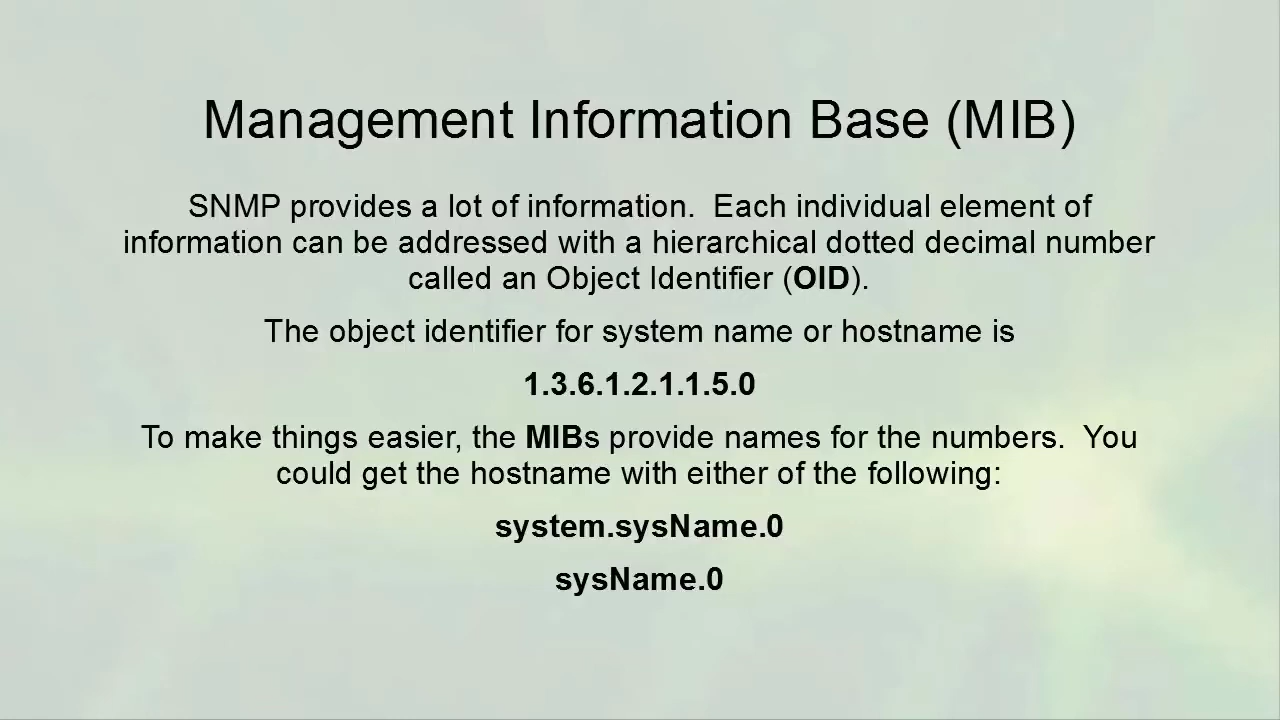 Management Information Base (MIB)
SNMP provides a lot of information.  Each individual element of
information can be addressed with a hierarchical dotted decimal number
called an Object Identifier (OID).
The object identifier for system name or hostname is
1.3.6.1.2.1.1.5.0
To make things easier, the MIBs provide names for the numbers.  You
could get the hostname with either of the following:
system.sysName.0
sysName.0